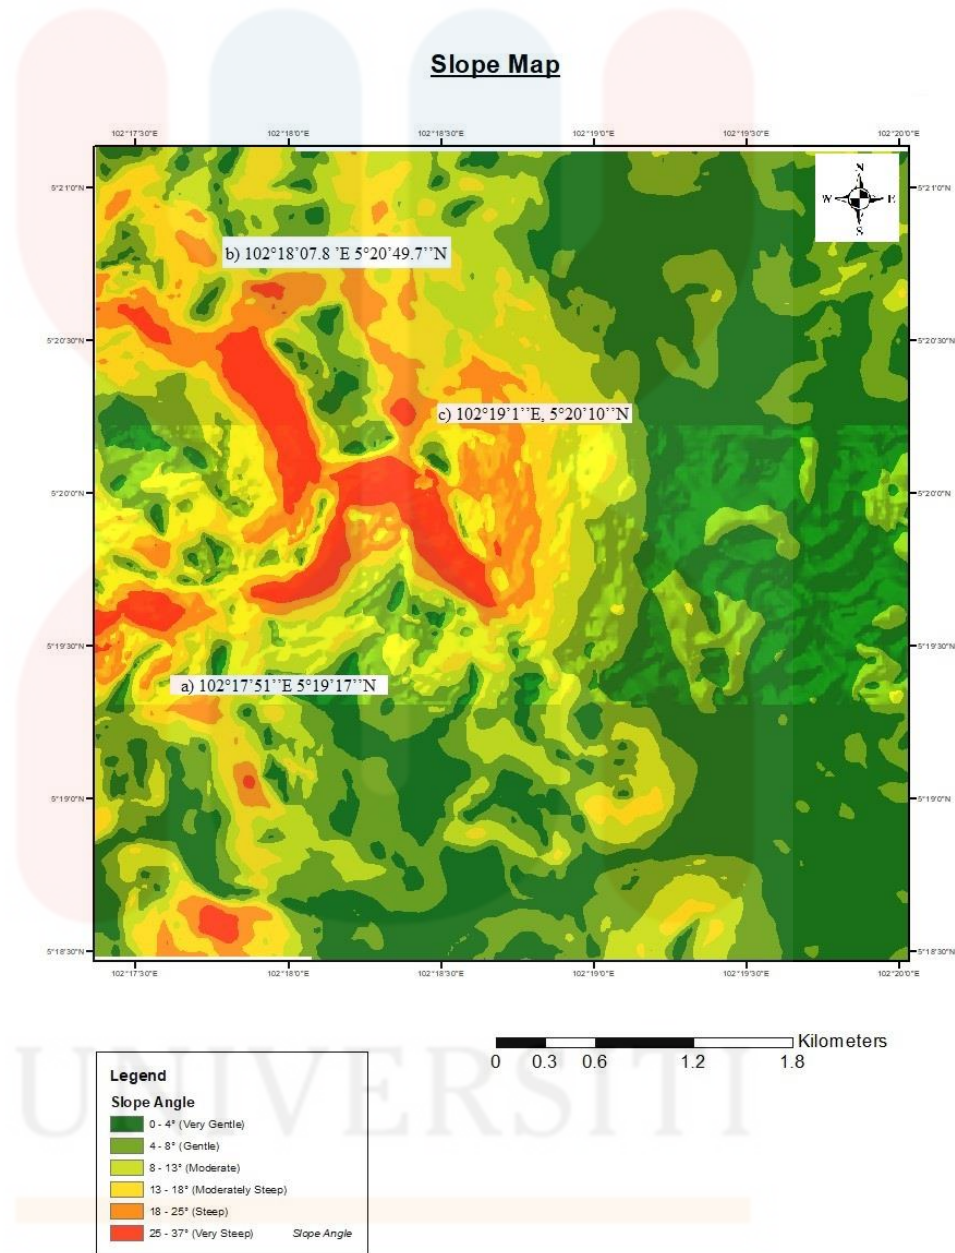 Slope Map
102°17'30"E 102°18'0"E 102°18'30"E 102°19'0"E 102°19'30"E 102°20'0"E
5°21'0"N 5°21'0"N
N
W E
S
b) 102°18’07.8 ’E 5°20’49.7’’N
5°20'30"N 5°20'30"N
c) 102°19’1’’E, 5°20’10’’N
5°20'0"N 5°20'0"N
5°19'30"N 5°19'30"N
a) 102°17’51’’E 5°19’17’’N
5°19'0"N 5°19'0"N
5°18'30"N 5°18'30"N
102°17'30"E 102°18'0"E 102°18'30"E 102°19'0"E 102°19'30"E 102°20'0"E
Kilometers
0 0.3 0.6 1.2 1.8
UNIVERSITI
Legend
Slope Angle
0 - 4° (Very Gentle)
4 - 8° (Gentle)
8 - 13° (Moderate)
13 - 18° (Moderately Steep)
18 - 25° (Steep)
25 - 37° (Very Steep) Slope Angle